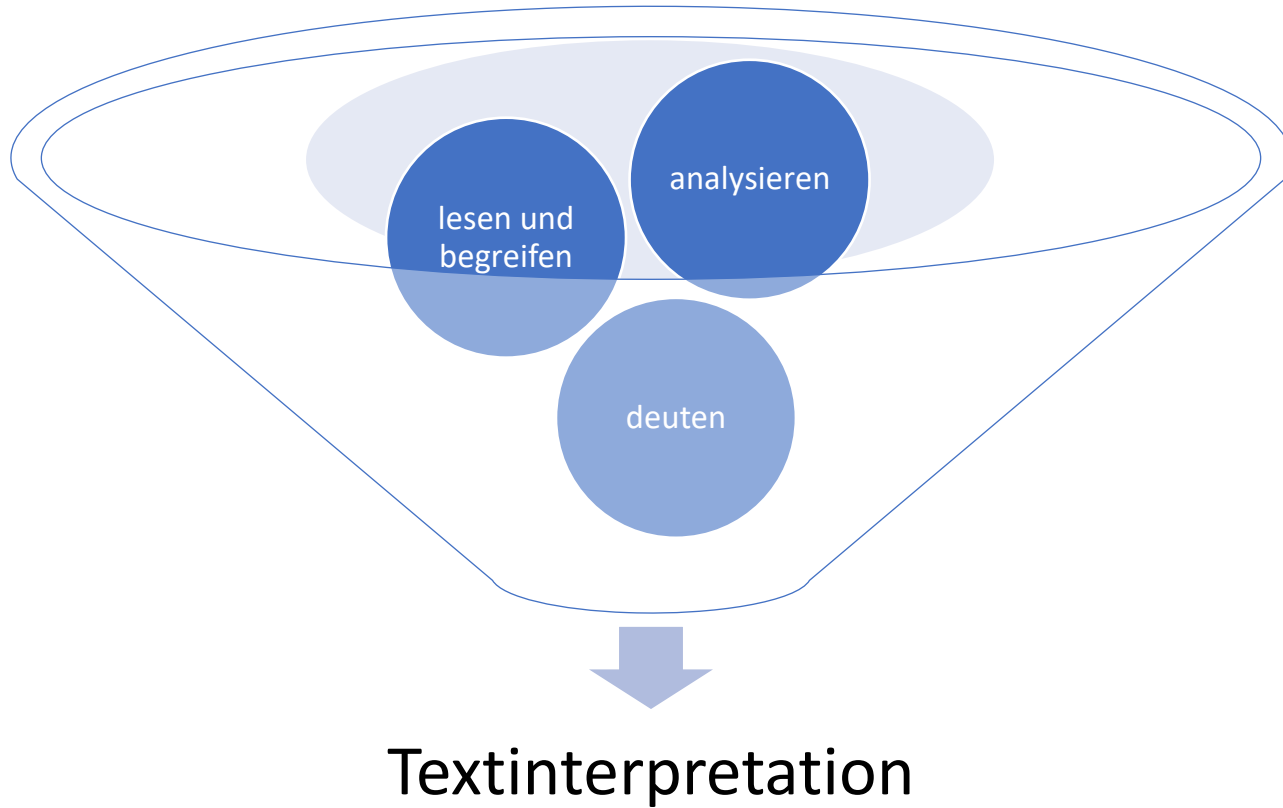 analysieren
lesen und
begreifen
deuten
Textinterpretation